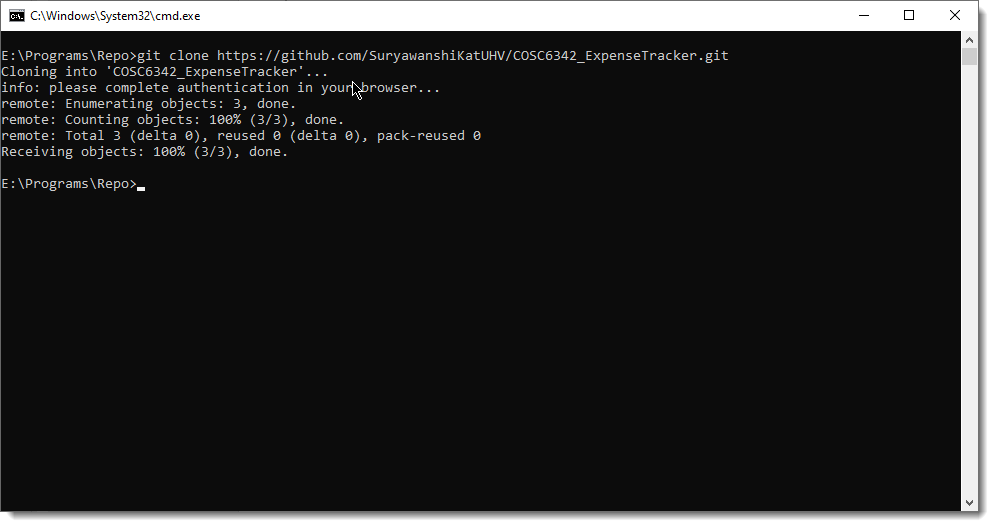 C:\Windows\System32\cmd.exe
E:\Programs\Repo>git clone https://github.com/SuryawanshiKatUHV/COSC6342_ExpenseTracker.git
Cloning into 'COSC6342_ExpenseTracker'...
info: please complete authentication in your browser...
remote: Enumerating objects: 3, done.
remote: Counting objects: 100% (3/3), done.
remote: Total 3 (delta 0), reused 0 (delta 0), pack-reused 0
Receiving objects: 100% (3/3), done.
E:\Programs\Repo>